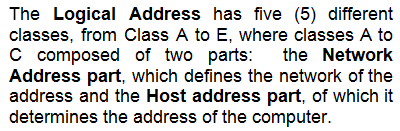 The Logical Address has five (5) different
classes, from Class A to E, where classes A to
C composed of two parts: the Network
Address part, which defines the network of the
address and the Host address part, of which it
determines the address of the computer.